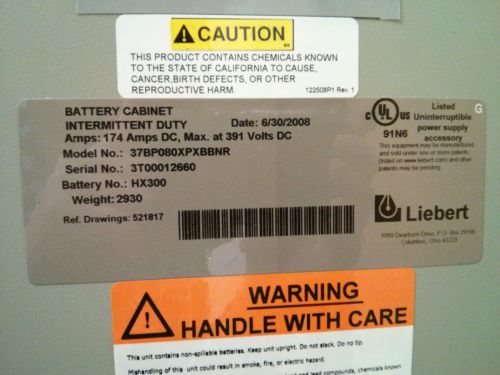 CAUTION
THIS PRODUCT CONTAINS CHEMICALS KNOWN
TO THE STATE OF CALIFORNIA TO CAUSE,
CANCER,BIRTH DEFECTS, OR OTHER
REPRODUCTIVE HARM.
122508P1 Rev. 1
BATTERY CABINET
INTERMITTENT DUTY Date: 6/30/2008
Amps: 174 Amps DC, Max. at 391 Volts DC
Model No.: 37BP080XPXBBNR
Serial No.: 3T00012660
Battery No.: HX300
Weight: 2930
Ref. Drawings: 521817
G
C UL US
91N6
Listed
Uninterruptible
power supply
accessory
This equipment may be manufactured
and sold under one or more patents
(listed on www.liebert.com) and other
patents may be pending.
Liebert
1050 Dearborn Drive, P.O. Box 29186
Columbus, Ohio 43229
WARNING
HANDLE WITH CARE
This unit contains non-spillable batteries. Keep unit upright. Do not stack. Do no tip.
Mishandling of this unit could result in smoke, fire, or electric hazard.
and lead compounds, chemicals known